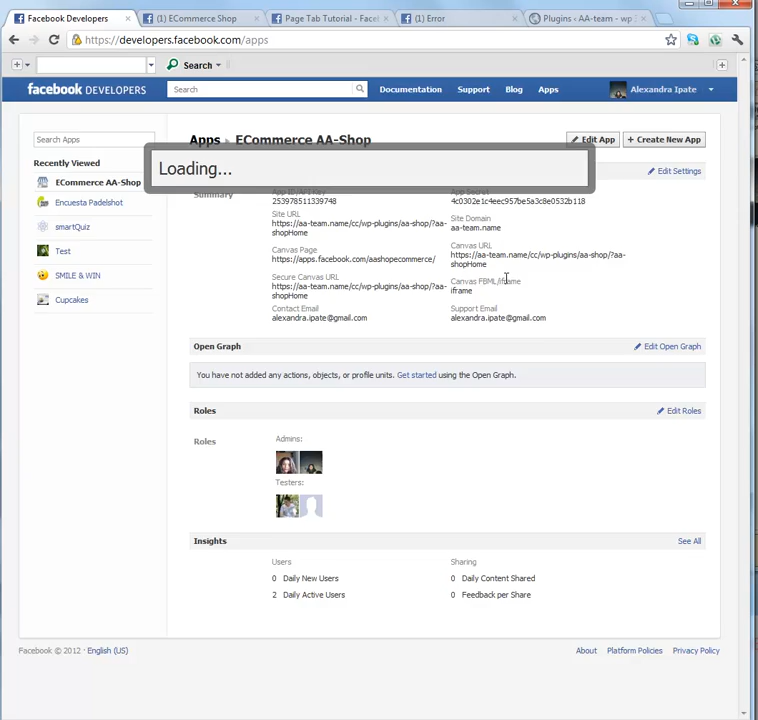 Facebook Developers
(1) ECommerce Shop
Page Tab Tutorial - Face
(1) Error
Plugins ‹ AA-team - wp
https://developers.facebook.com/apps
Search
facebook DEVELOPERS
Search
Documentation
Support
Blog
Apps
Alexandra Ipate
Search Apps
Apps ▸ ECommerce AA-Shop
Edit App
+ Create New App
Recently Viewed
Loading...
Edit Settings
ECommerce AA-Shop
Summary
App ID/API Key
253978511339748
App Secret
4c0302e1c4eec957be5a3c8e0532b118
Encuesta Padelshot
Site URL
https://aa-team.name/cc/wp-plugins/aa-shop/?aa-
shopHome
Site Domain
aa-team.name
smartQuiz
Canvas Page
https://apps.facebook.com/aashopecommerce/
Canvas URL
https://aa-team.name/cc/wp-plugins/aa-shop/?aa-
shopHome
Test
SMILE & WIN
Secure Canvas URL
https://aa-team.name/cc/wp-plugins/aa-shop/?aa-
shopHome
Canvas FBML/iframe
iframe
Cupcakes
Contact Email
alexandra.ipate@gmail.com
Support Email
alexandra.ipate@gmail.com
Open Graph
Edit Open Graph
You have not added any actions, objects, or profile units. Get started using the Open Graph.
Roles
Edit Roles
Roles
Admins:
Testers:
Insights
See All
Users
Sharing
0 Daily New Users
0 Daily Content Shared
2 Daily Active Users
0 Feedback per Share
Facebook © 2012 · English (US)
About
Platform Policies
Privacy Policy